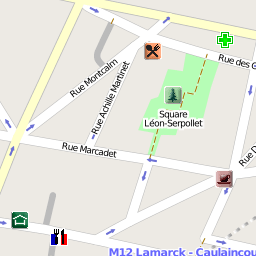 Rue des G
Rue Montcalm
Rue Achille Martinet
Square
Léon-Serpollet
Rue Marcadet
Rue D
M12 Lamarck - Caulaincou